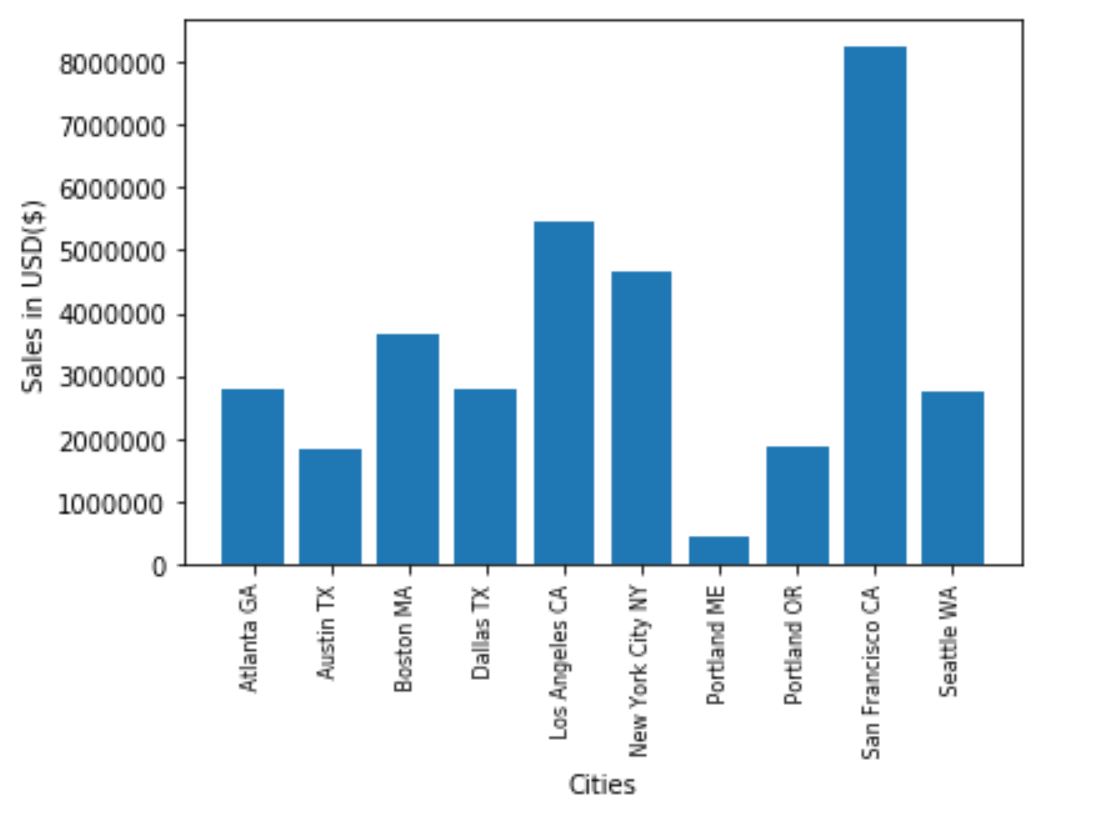 8000000
7000000
6000000
5000000
4000000
3000000
2000000
1000000
0
Sales in USD($)
Atlanta GA
Austin TX
Boston MA
Dallas TX
Los Angeles CA
New York City NY
Portland ME
Portland OR
San Francisco CA
Seattle WA
Cities